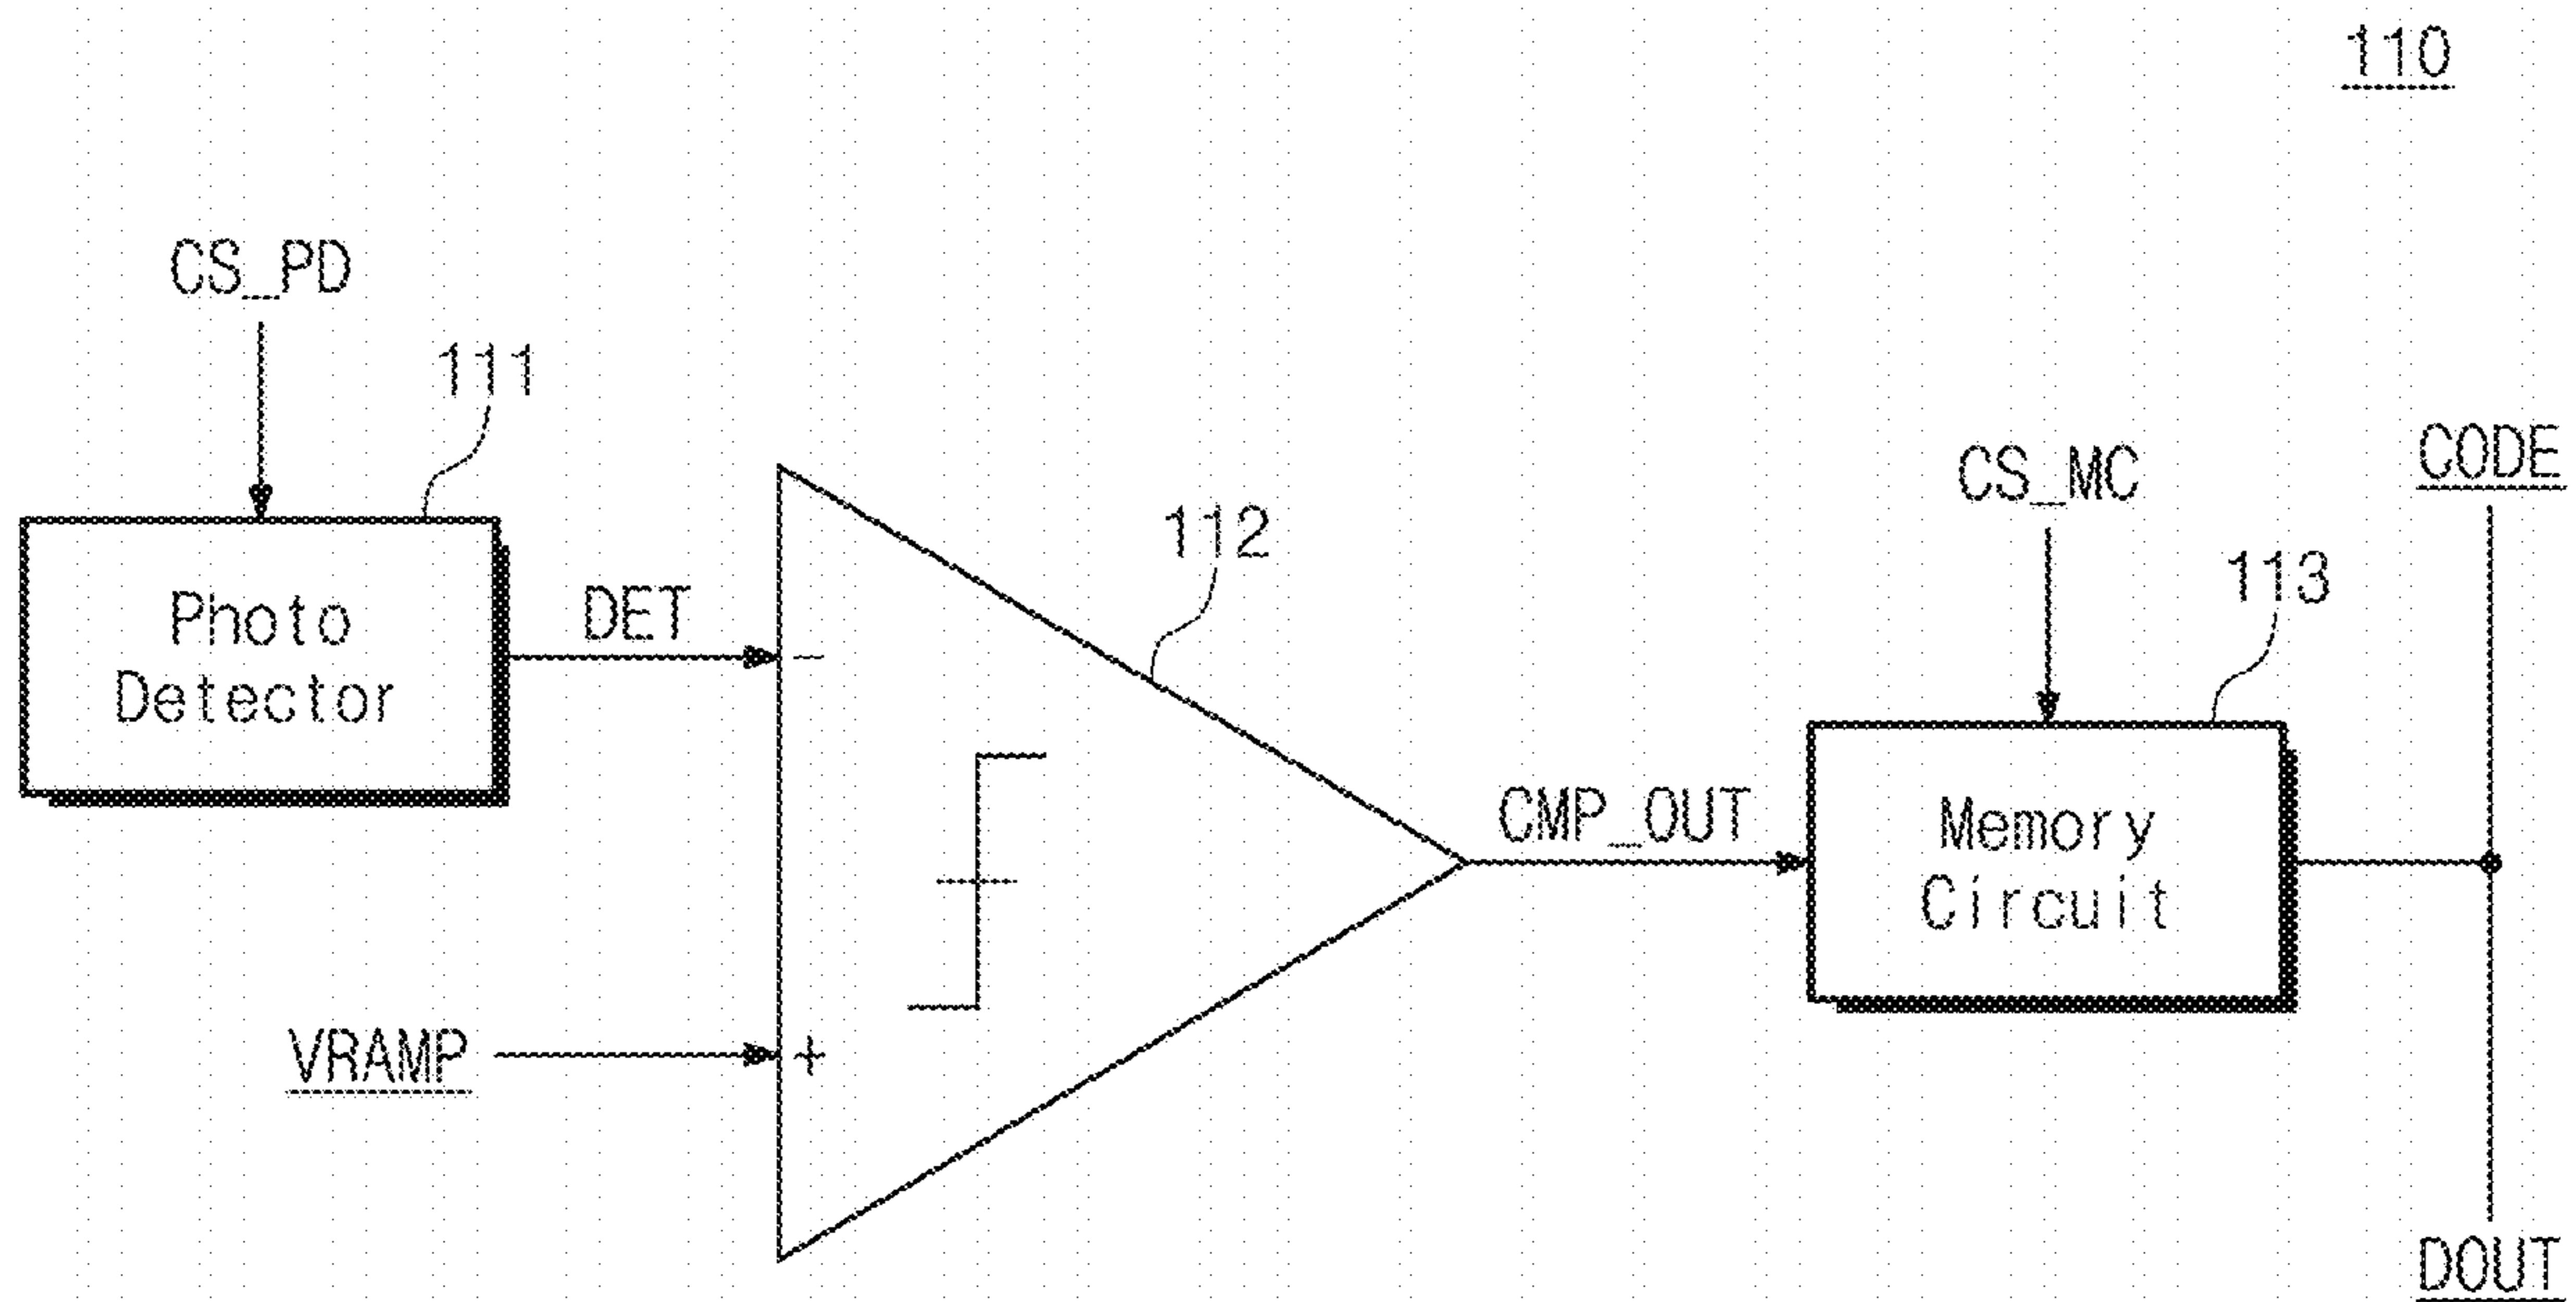 110
CS_PD
111
Photo
Detector
DET
−
VRAMP
+
112
CMP_OUT
CS_MC
113
Memory
Circuit
CODE
DOUT